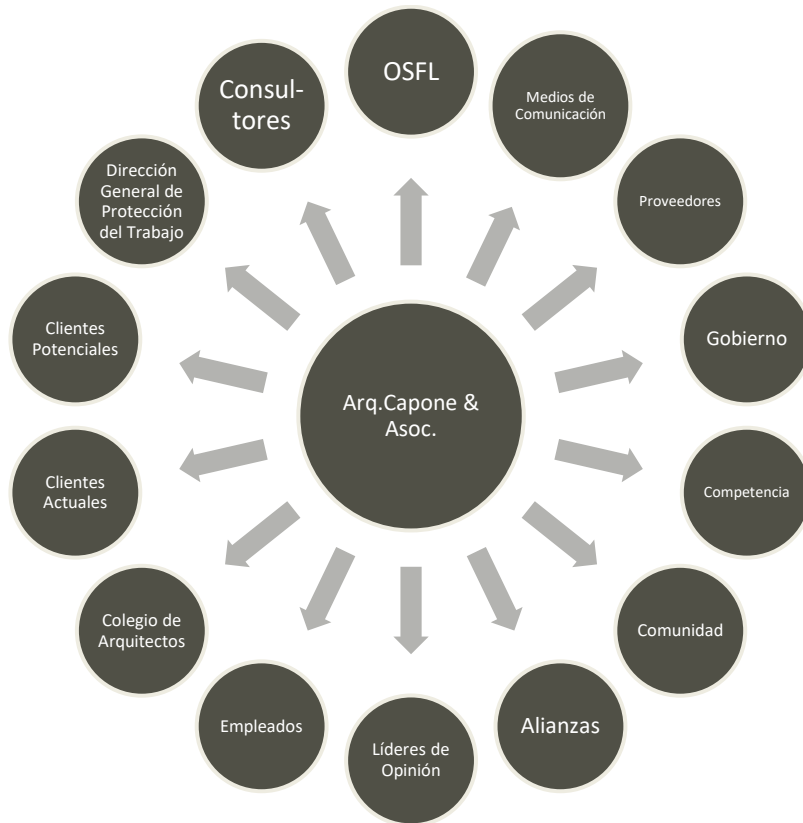 OSFL
Medios de
Comunicación
Proveedores
Gobierno
Competencia
Comunidad
Alianzas
Líderes de
Opinión
Empleados
Colegio de
Arquitectos
Clientes
Actuales
Clientes
Potenciales
Dirección
General de
Protección
del Trabajo
Consul-
tores
Arq.Capone &
Asoc.